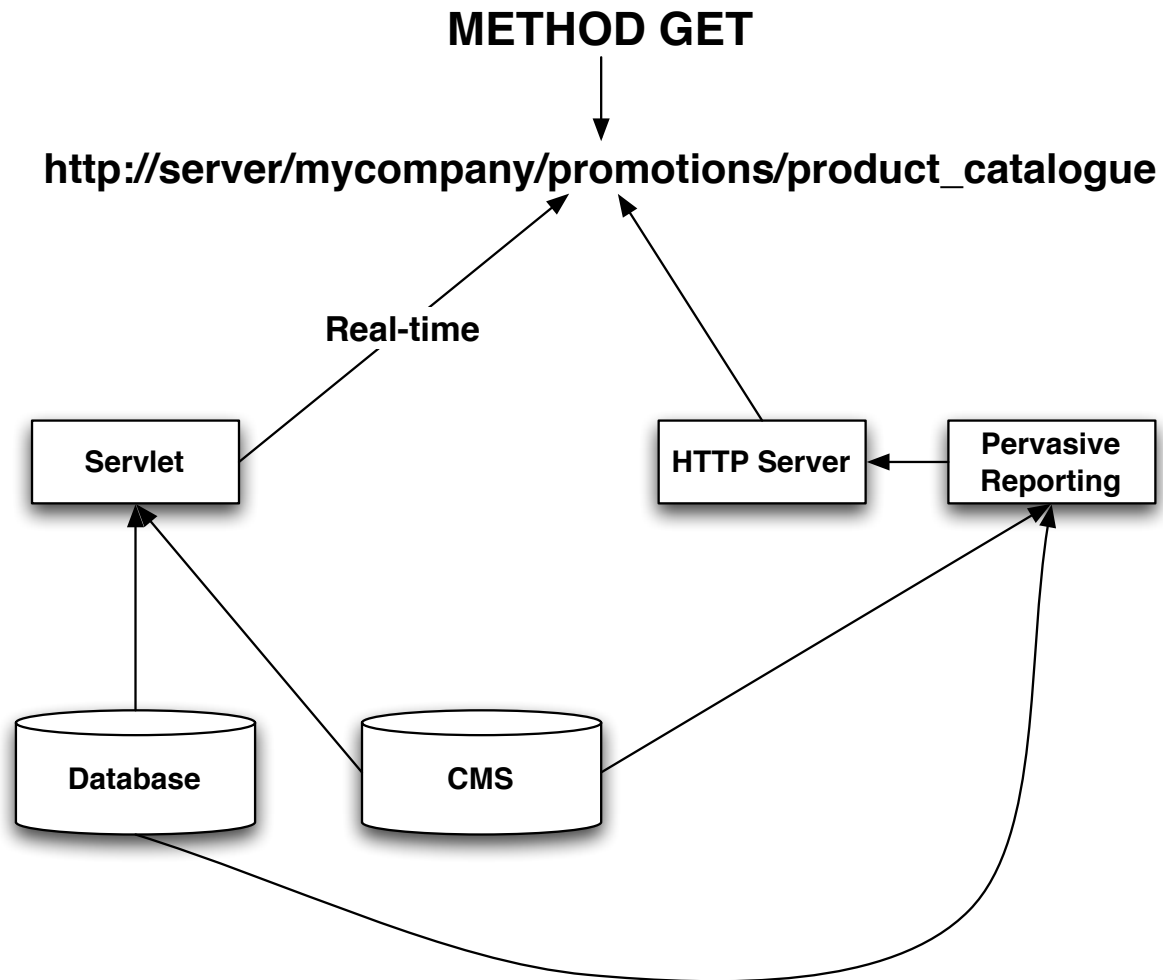 METHOD GET
http://server/mycompany/promotions/product_catalogue
Real-time
Servlet
HTTP Server
Pervasive
Reporting
Database
CMS